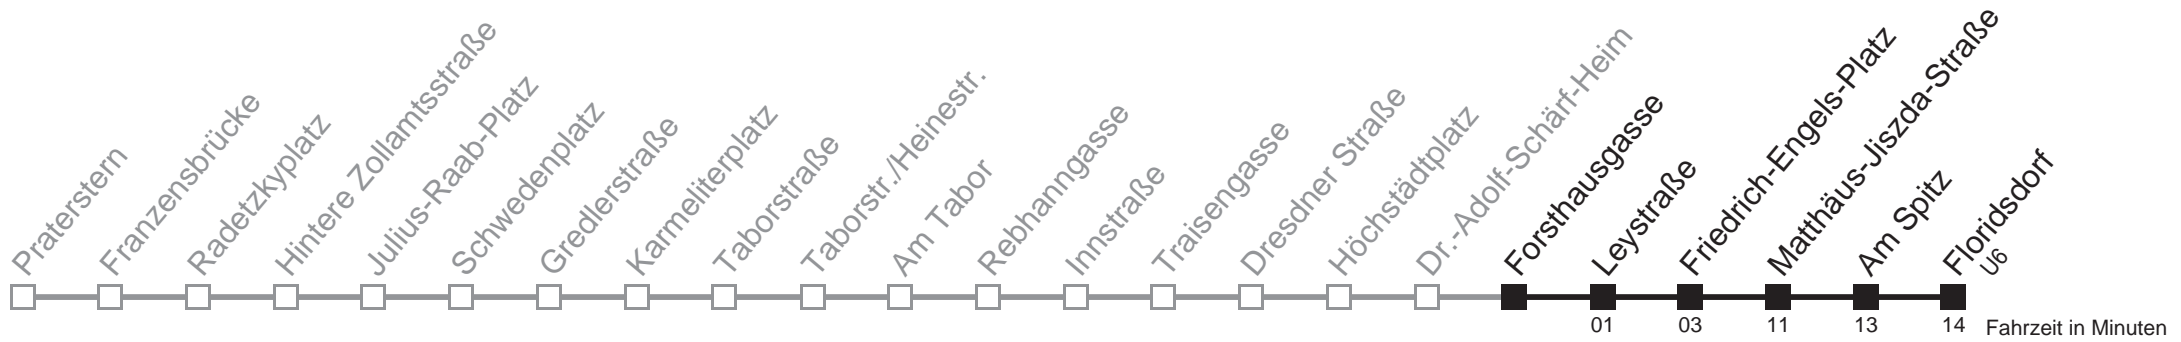 Praterstern
Franzensbrücke
Radetzkyplatz
Hintere Zollamtsstraße
Julius-Raab-Platz
Schwedenplatz
Gredlerstraße
Karmeliterplatz
Taborstraße
Taborstr./Heinestr.
Am Tabor
Rebhanngasse
Innstraße
Traisengasse
Dresdner Straße
Höchstädtplatz
Dr.-Adolf-Schärf-Heim
Forsthausgasse
Leystraße
Friedrich-Engels-Platz
Matthäus-Jiszda-Straße
Am Spitz
Floridsdorf
U6
01 03 11 13 14 Fahrzeit in Minuten